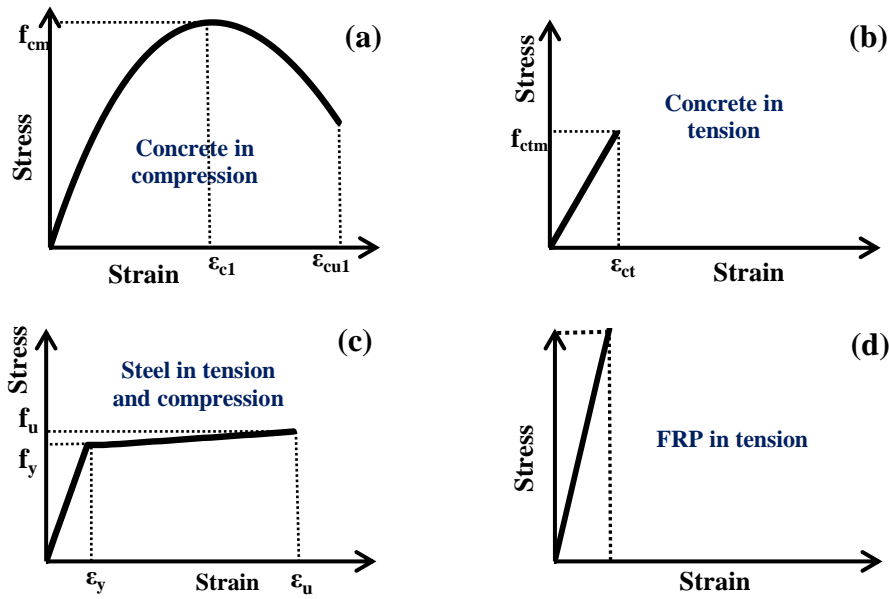 f_cm
(a)
Stress
Concrete in
compression
Strain
ε_c1
ε_cu1
(b)
Stress
Concrete in
tension
f_ctm
ε_ct
Strain
(c)
Stress
Steel in tension
and compression
f_u
f_y
ε_y
Strain
ε_u
(d)
Stress
FRP in tension
Strain